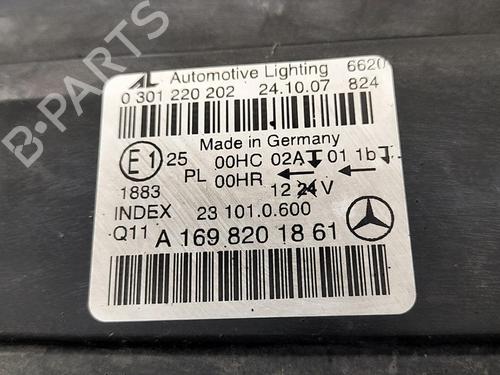 AL Automotive Lighting 6620
0 301 220 202 24.10.07 824
Made in Germany
E1 25 00HC 02A 01 1b
PL 00HR ← ←
1883 12 24 V
INDEX 23 101.0.600
Q11 A 169 820 18 61
B-PARTS